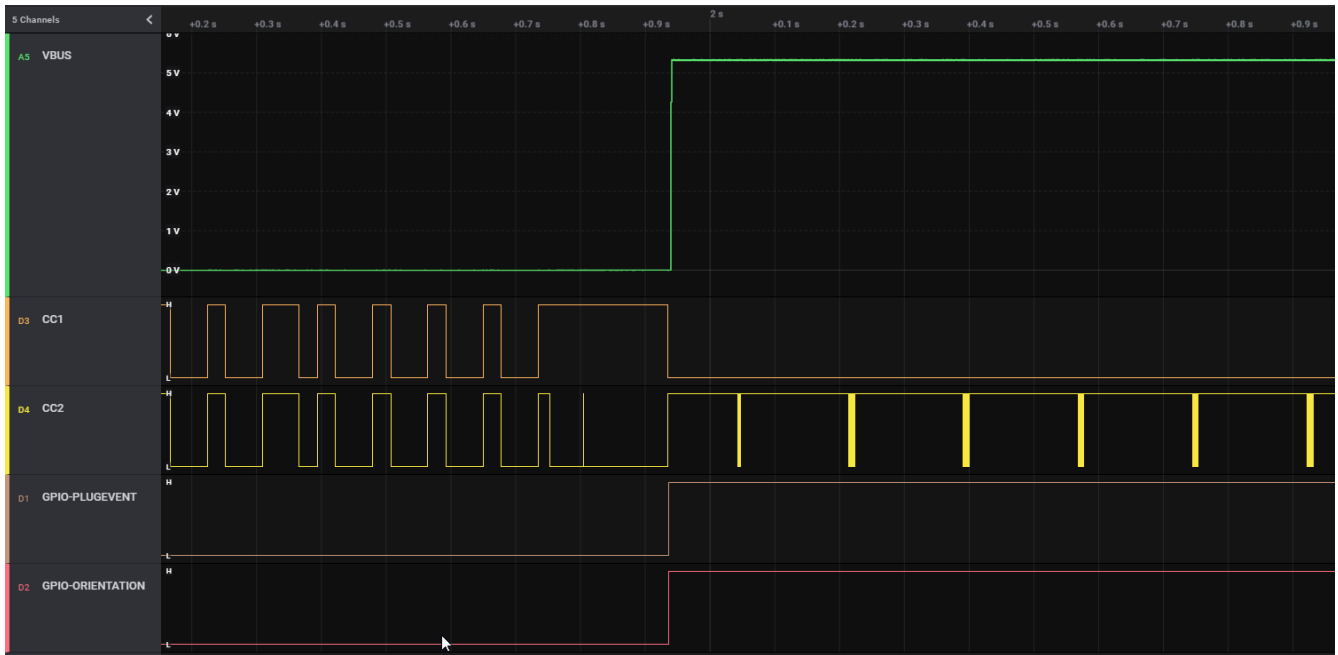 5 Channels <
2 s
+0.2 s +0.3 s +0.4 s +0.5 s +0.6 s +0.7 s +0.8 s +0.9 s +0.1 s +0.2 s +0.3 s +0.4 s +0.5 s +0.6 s +0.7 s +0.8 s +0.9 s
6 V
A5 VBUS
5 V
4 V
3 V
2 V
1 V
0 V
H
D3 CC1
L
H
D4 CC2
L
H
D1 GPIO-PLUGEVENT
L
H
D2 GPIO-ORIENTATION
L